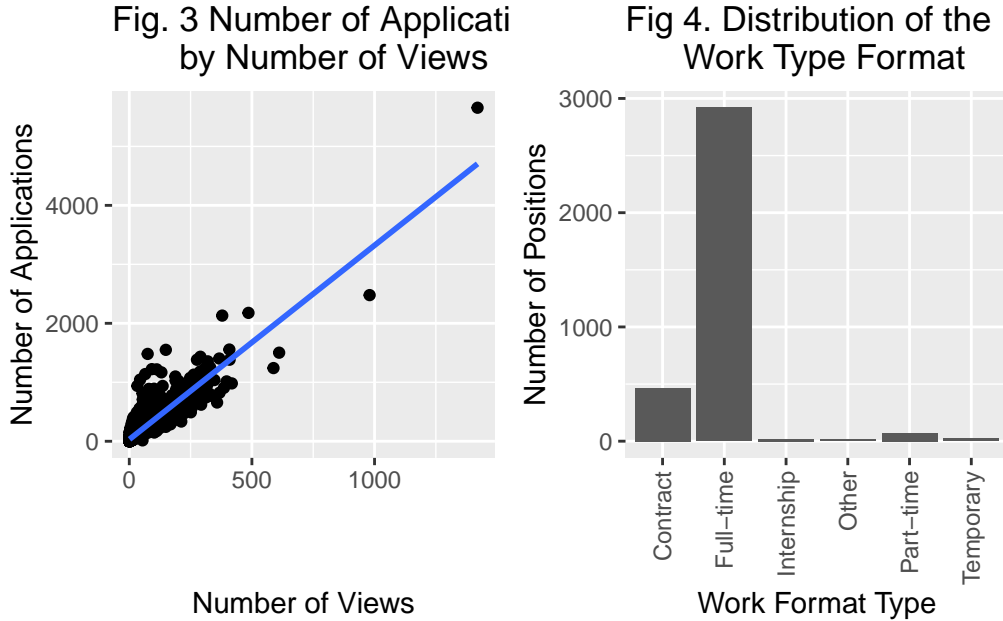 Fig. 3 Number of Applicati
by Number of Views
Number of Applications
4000
2000
0
0
500
1000
Number of Views
Fig 4. Distribution of the
Work Type Format
Number of Positions
3000
2000
1000
0
Contract
Full−time
Internship
Other
Part−time
Temporary
Work Format Type